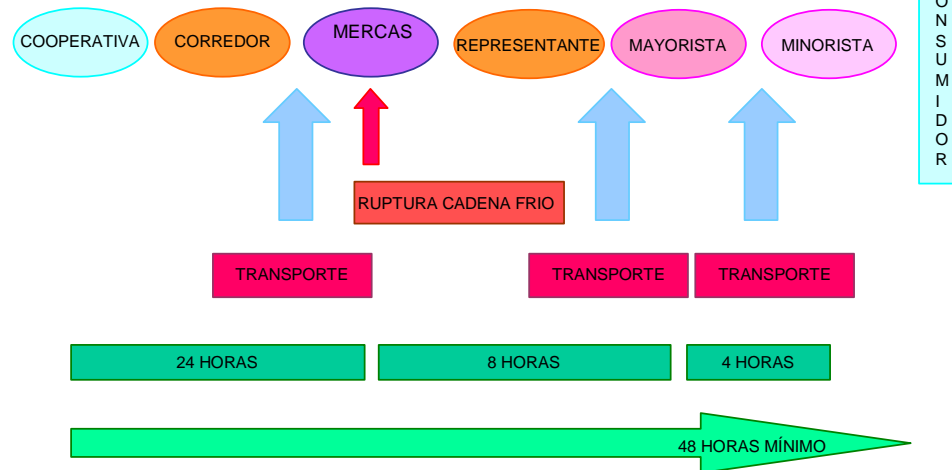 COOPERATIVA
CORREDOR
MERCAS
REPRESENTANTE
MAYORISTA
MINORISTA
O
N
S
U
M
I
D
O
R
RUPTURA CADENA FRIO
TRANSPORTE
TRANSPORTE
TRANSPORTE
24 HORAS
8 HORAS
4 HORAS
48 HORAS MÍNIMO